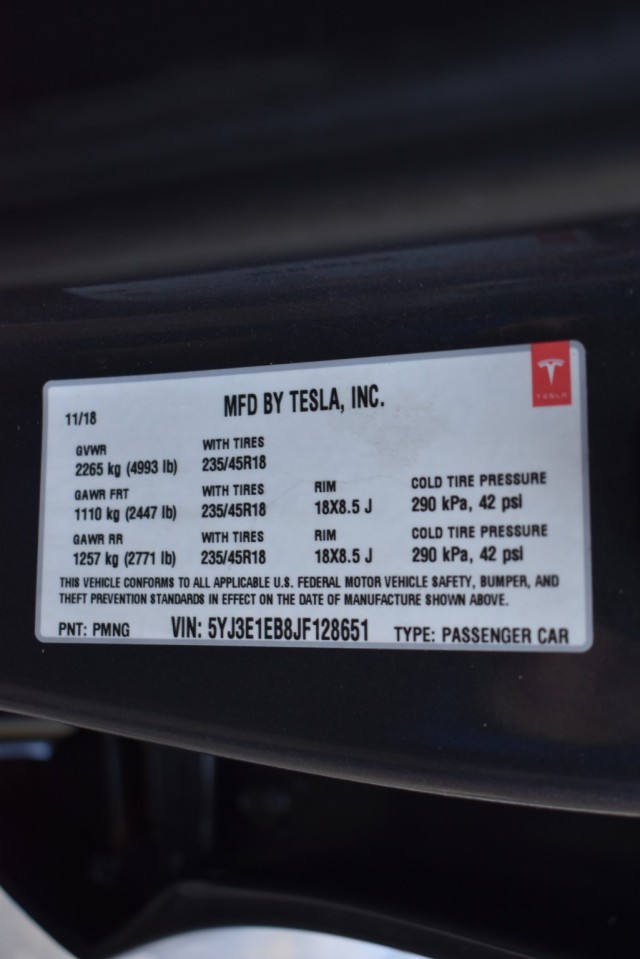 TESLA
MFD BY TESLA, INC.
11/18
GVWR WITH TIRES
2265 kg (4993 lb) 235/45R18
GAWR FRT WITH TIRES RIM COLD TIRE PRESSURE
1110 kg (2447 lb) 235/45R18 18X8.5 J 290 kPa, 42 psi
GAWR RR WITH TIRES RIM COLD TIRE PRESSURE
1257 kg (2771 lb) 235/45R18 18X8.5 J 290 kPa, 42 psi
THIS VEHICLE CONFORMS TO ALL APPLICABLE U.S. FEDERAL MOTOR VEHICLE SAFETY, BUMPER, AND
THEFT PREVENTION STANDARDS IN EFFECT ON THE DATE OF MANUFACTURE SHOWN ABOVE.
PNT: PMNG VIN: 5YJ3E1EB8JF128651 TYPE: PASSENGER CAR